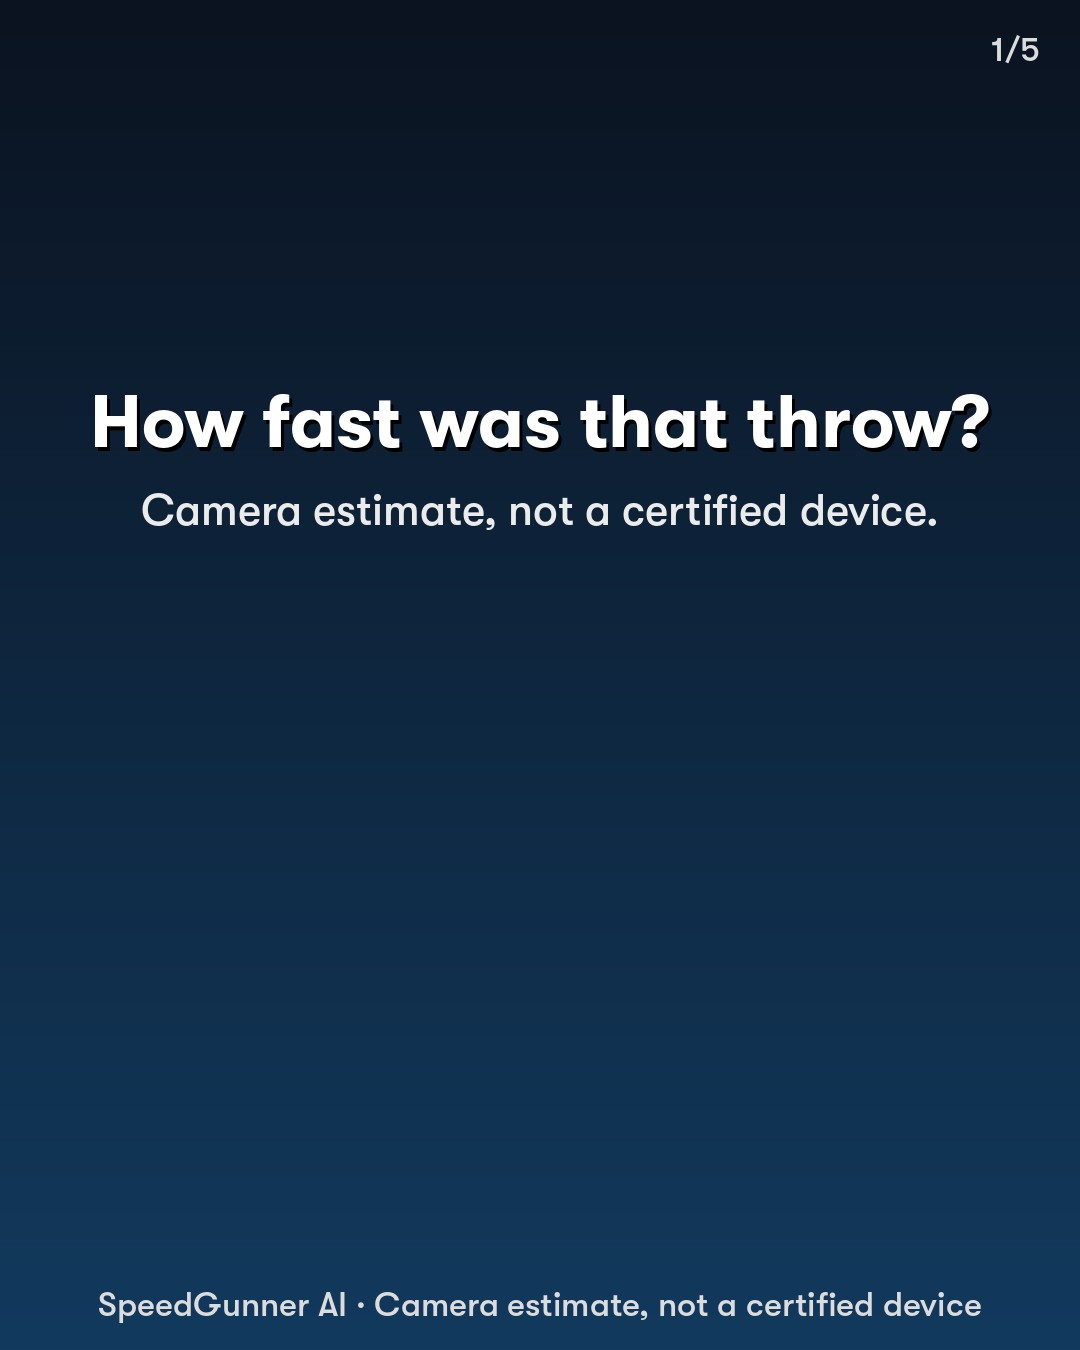 1/5
How fast was that throw?
Camera estimate, not a certified device.
SpeedGunner AI · Camera estimate, not a certified device